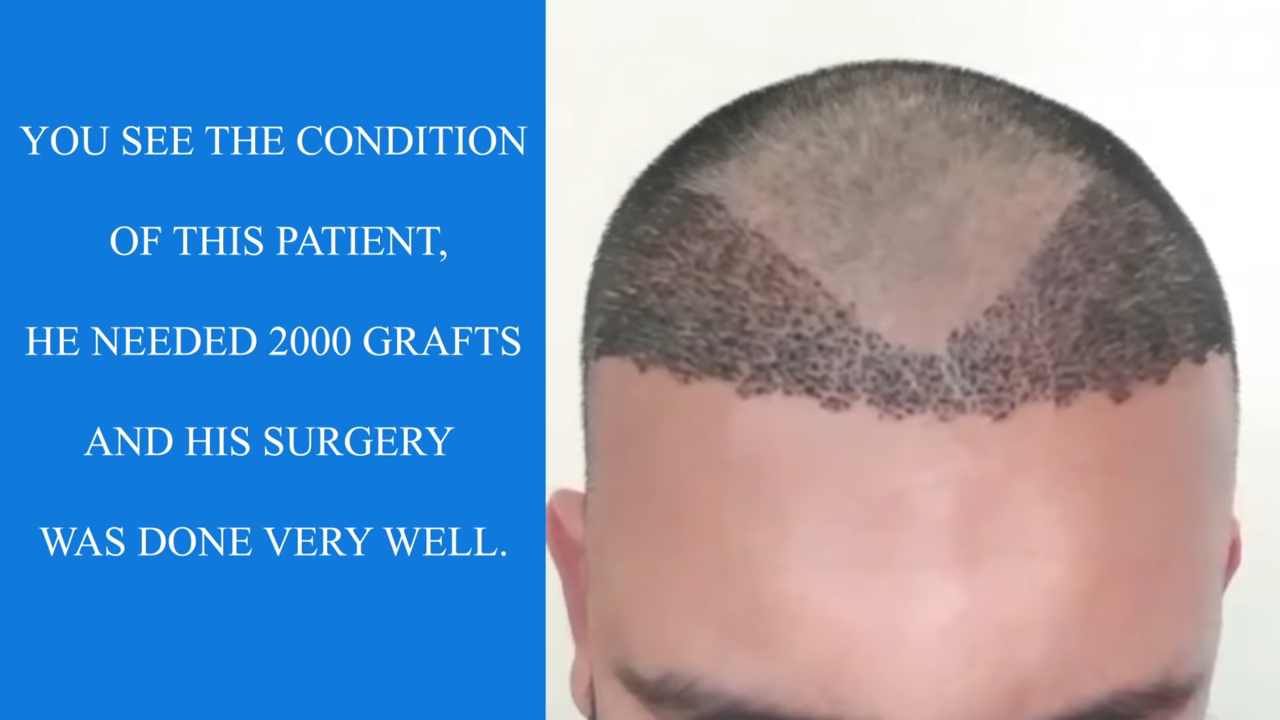 YOU SEE THE CONDITION
OF THIS PATIENT,
HE NEEDED 2000 GRAFTS
AND HIS SURGERY
WAS DONE VERY WELL.